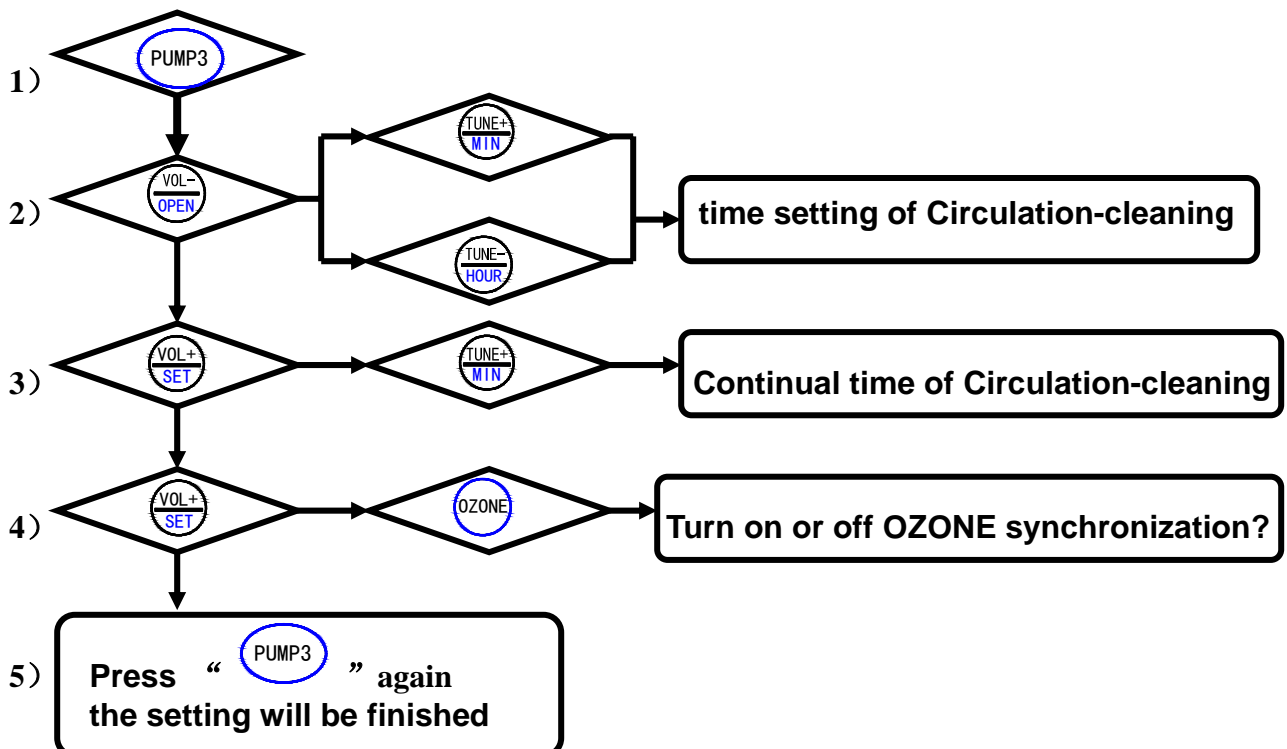 1） PUMP3
2） VOL- OPEN
TUNE+ MIN
TUNE- HOUR
time setting of Circulation-cleaning
3） VOL+ SET
TUNE+ MIN
Continual time of Circulation-cleaning
4） VOL+ SET
OZONE
Turn on or off OZONE synchronization?
5） Press “ PUMP3 ” again
the setting will be finished